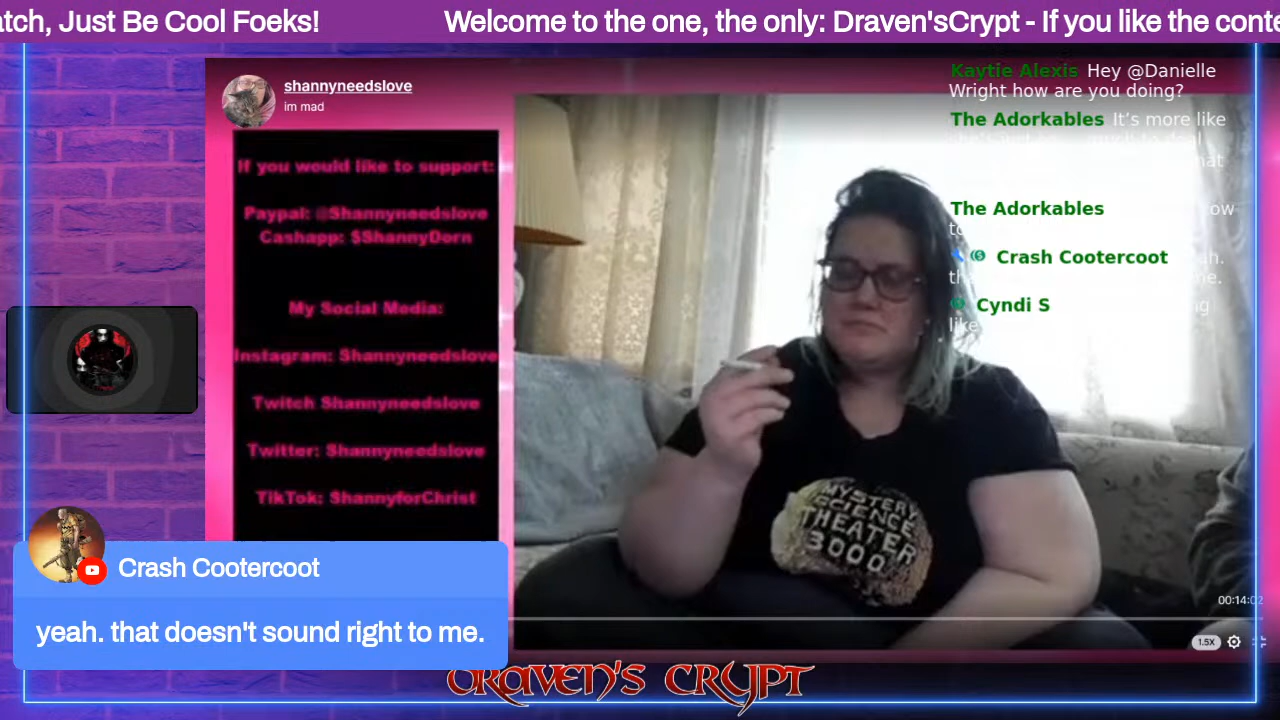 atch, Just Be Cool Foeks! Welcome to the one, the only: Draven'sCrypt - If you like the conte
shannyneedslove
im mad
If you would like to support:
Paypal: @Shannyneedslove
Cashapp: $ShannyDorn
My Social Media:
Instagram: Shannyneedslove
Twitch Shannyneedslove
Twitter: Shannyneedslove
TikTok: ShannyforChrist
Kaytie Alexis Hey @Danielle
Wright how are you doing?
The Adorkables It's more like
The Adorkables
Crash Cootercoot
Cyndi S
like
MYSTERY
SCIENCE
THEATER
3000
00:14:02
1.5X
Crash Cootercoot
yeah. that doesn't sound right to me.
DRAVEN'S CRYPT